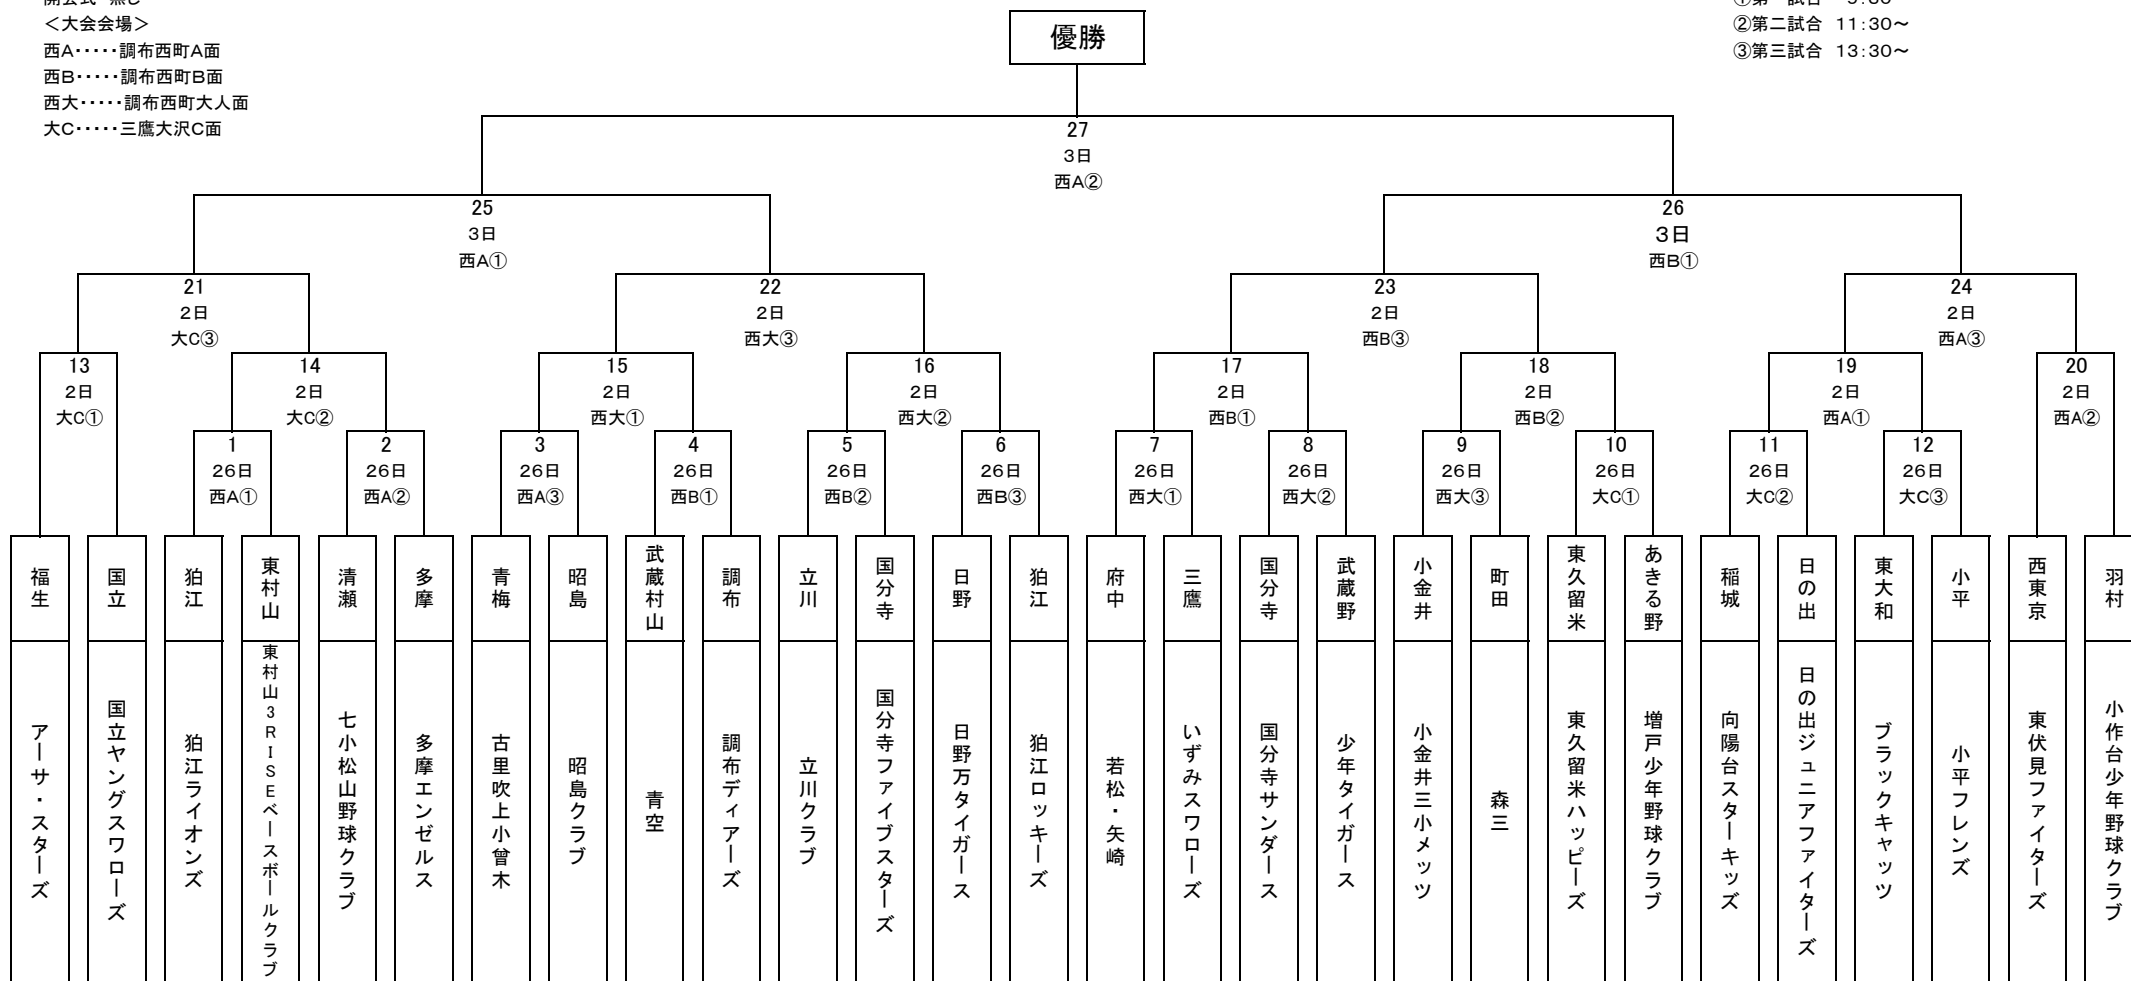 ＜大会会場＞
西A・・・・・調布西町A面
西B・・・・・調布西町B面
西大・・・・・調布西町大人面
大C・・・・・三鷹大沢C面
②第二試合　11:30～
③第三試合　13:30～
優勝
27
3日
西A②
25
3日
西A①
26
3日
西B①
21
2日
大C③
22
2日
西大③
23
2日
西B③
24
2日
西A③
13
2日
大C①
14
2日
大C②
15
2日
西大①
16
2日
西大②
17
2日
西B①
18
2日
西B②
19
2日
西A①
20
2日
西A②
1
26日
西A①
2
26日
西A②
3
26日
西A③
4
26日
西B①
5
26日
西B②
6
26日
西B③
7
26日
西大①
8
26日
西大②
9
26日
西大③
10
26日
大C①
11
26日
大C②
12
26日
大C③
福生
アーサ・スターズ
国立
国立ヤングスワローズ
狛江
狛江ライオンズ
東村山
東村山3RISEベースボールクラブ
清瀬
七小松山野球クラブ
多摩
多摩エンゼルス
青梅
古里吹上小曾木
昭島
昭島クラブ
武蔵村山
青空
調布
調布ディアーズ
立川
立川クラブ
国分寺
国分寺ファイブスターズ
日野
日野万タイガース
狛江
狛江ロッキーズ
府中
若松・矢崎
三鷹
いずみスワローズ
国分寺
国分寺サンダース
武蔵野
少年タイガース
小金井
小金井三小メッツ
町田
森三
東久留米
東久留米ハッピーズ
あきる野
増戸少年野球クラブ
稲城
向陽台スターキッズ
日の出
日の出ジュニアファイターズ
東大和
ブラックキャッツ
小平
小平フレンズ
西東京
東伏見ファイターズ
羽村
小作台少年野球クラブ